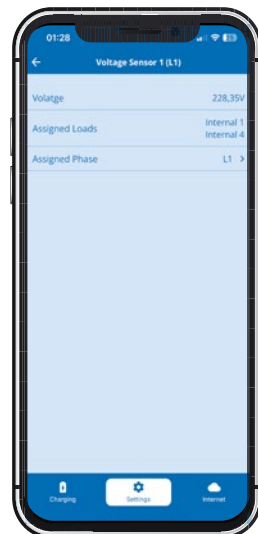 01:28
Voltage Sensor 1 (L1)
Volatge 228,35V
Assigned Loads Internal 1
Internal 4
Assigned Phase L1
Charging Settings Internet